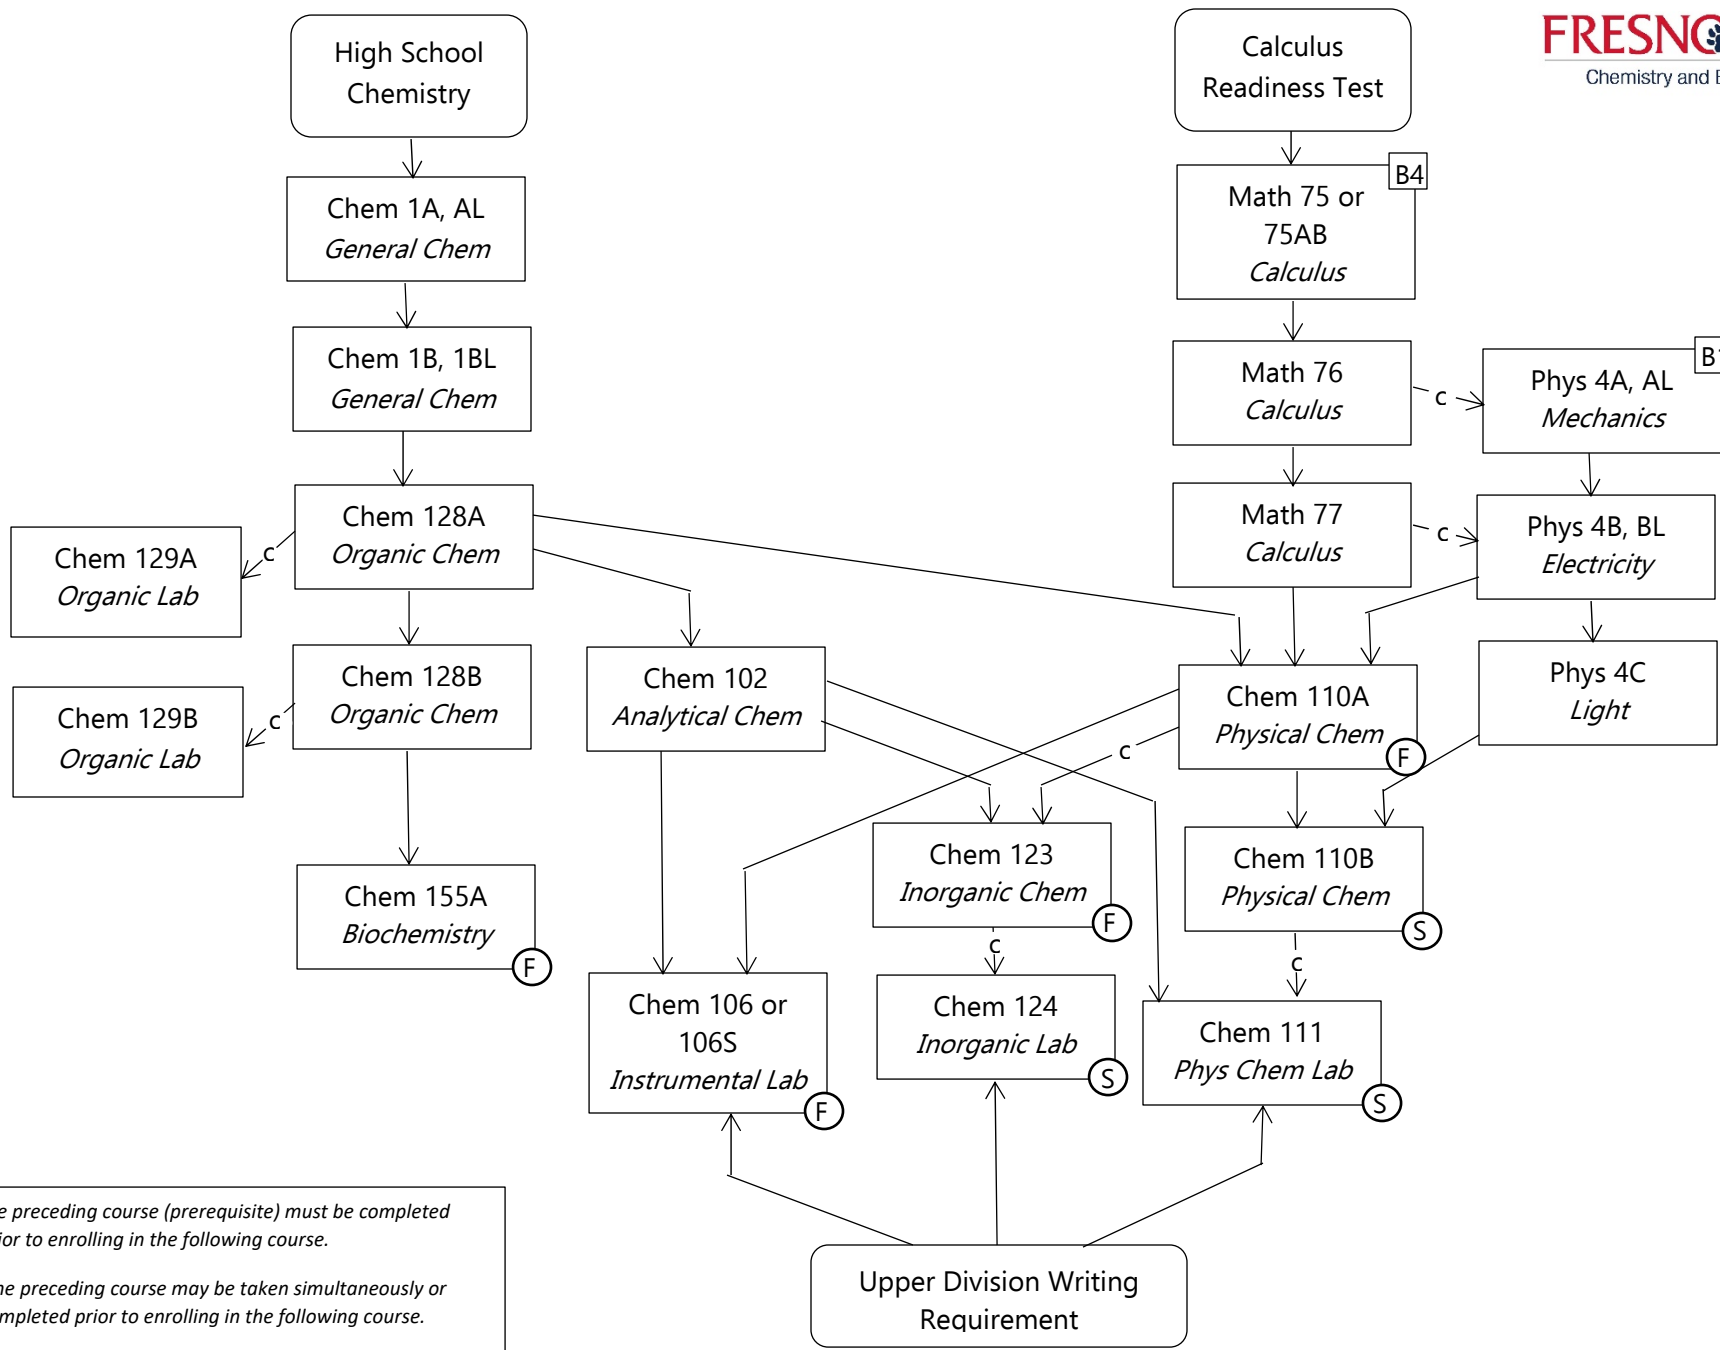 High School
Chemistry
Calculus
Readiness Test
FRESNO
Chemistry and
B4
Chem 1A, AL
General Chem
Math 75 or
75AB
Calculus
Chem 1B, 1BL
General Chem
Math 76
Calculus
c
Phys 4A, AL
Mechanics
Chem 128A
Organic Chem
Math 77
Calculus
c
Phys 4B, BL
Electricity
c
Chem 129A
Organic Lab
Chem 128B
Organic Chem
Chem 102
Analytical Chem
Chem 110A
Physical Chem
F
Phys 4C
Light
c
Chem 129B
Organic Lab
c
Chem 155A
Biochemistry
F
Chem 123
Inorganic Chem
F
Chem 110B
Physical Chem
S
c
c
Chem 106 or
106S
Instrumental Lab
F
Chem 124
Inorganic Lab
S
Chem 111
Phys Chem Lab
S
preceding course (prerequisite) must be completed
to enrolling in the following course.
preceding course may be taken simultaneously or
prior to enrolling in the following course.
Upper Division Writing
Requirement